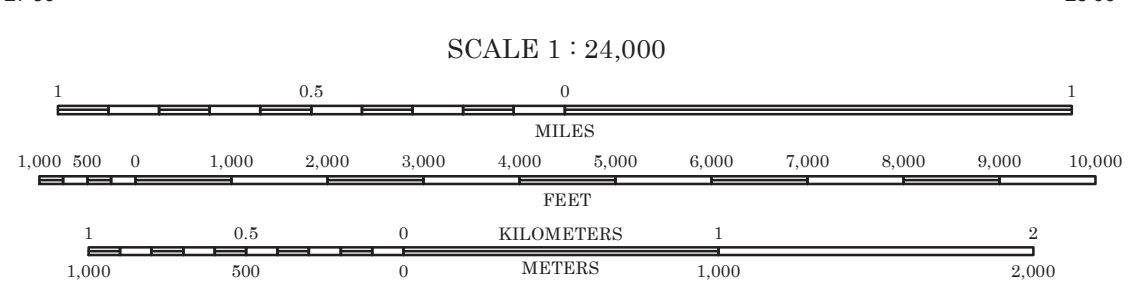 SCALE 1 : 24,000
1 0.5 0 1
MILES
1,000 500 0 1,000 2,000 3,000 4,000 5,000 6,000 7,000 8,000 9,000 10,000
FEET
1 0.5 0 KILOMETERS 1 2
1,000 500 0 METERS 1,000 2,000